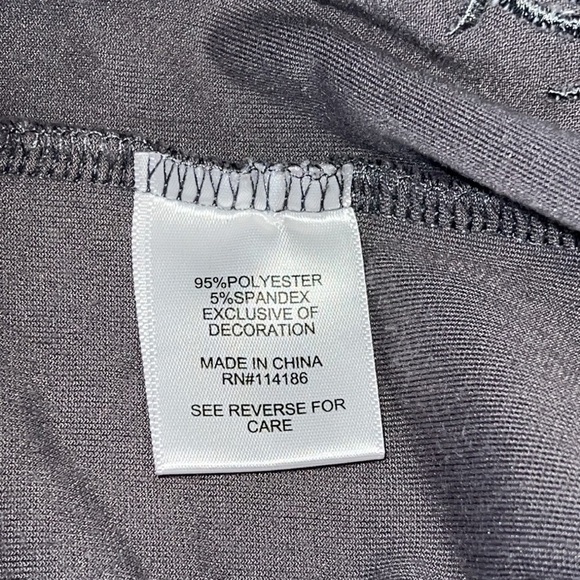 95%POLYESTER
5%SPANDEX
EXCLUSIVE OF
DECORATION
MADE IN CHINA
RN#114186
SEE REVERSE FOR
CARE